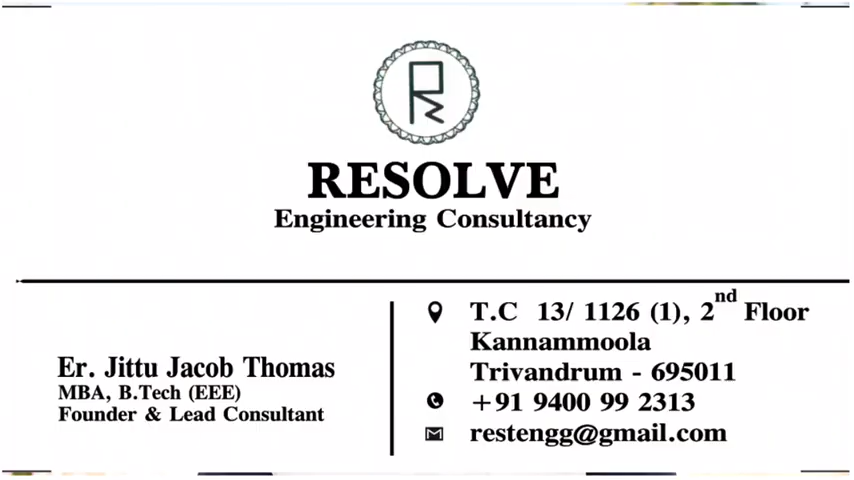 RESOLVE
Engineering Consultancy
Er. Jittu Jacob Thomas
MBA, B.Tech (EEE)
Founder & Lead Consultant
T.C 13/ 1126 (1), 2nd Floor
Kannammoola
Trivandrum - 695011
+91 9400 99 2313
restengg@gmail.com